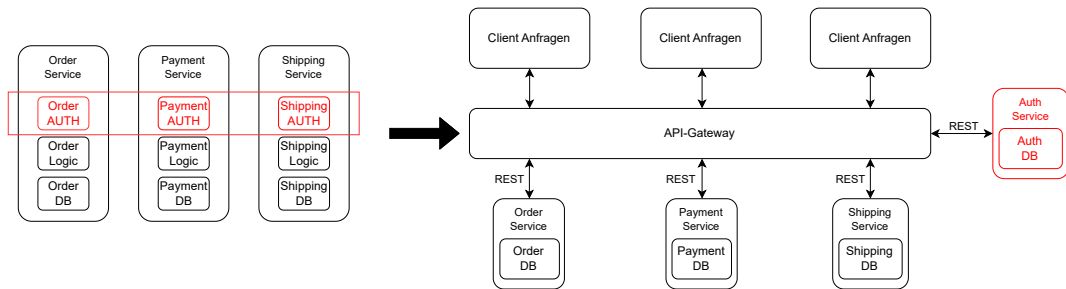 Order
Service
Order
AUTH
Order
Logic
Order
DB
Payment
Service
Payment
AUTH
Payment
Logic
Payment
DB
Shipping
Service
Shipping
AUTH
Shipping
Logic
Shipping
DB
Client Anfragen
Client Anfragen
Client Anfragen
API-Gateway
REST
Auth
Service
Auth
DB
REST
REST
REST
Order
Service
Order
DB
Payment
Service
Payment
DB
Shipping
Service
Shipping
DB